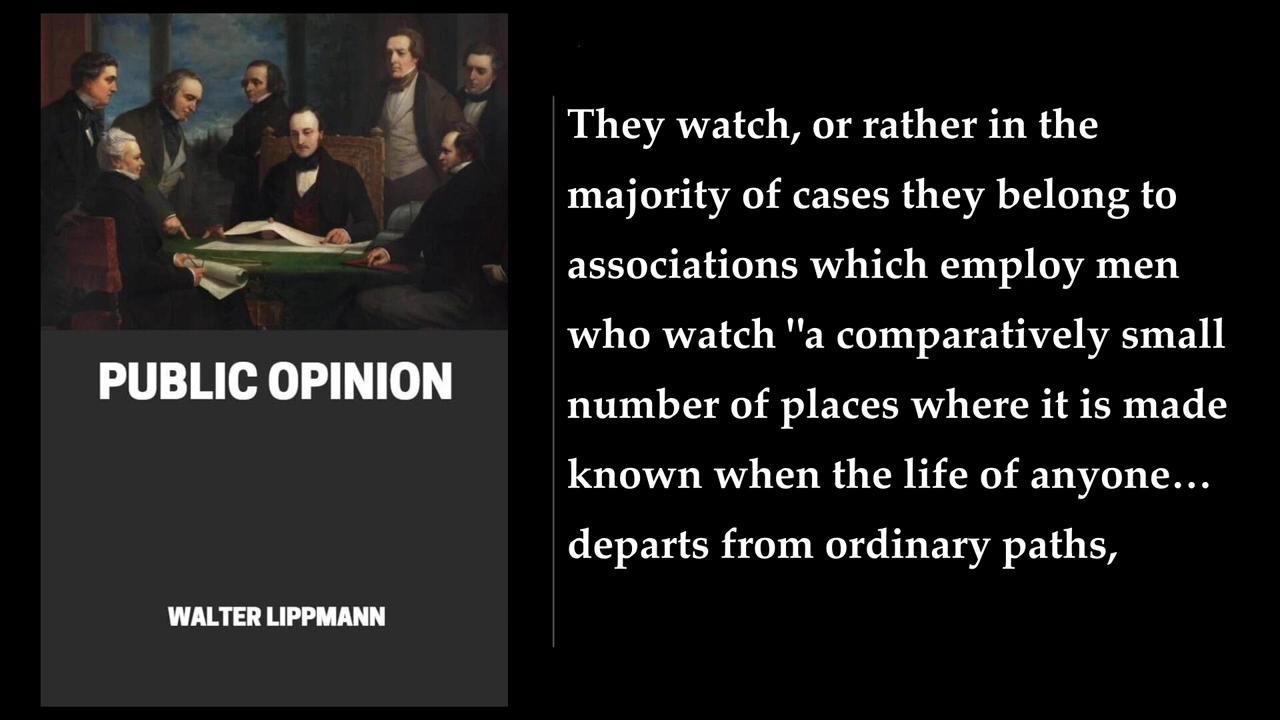 PUBLIC OPINION
WALTER LIPPMANN
They watch, or rather in the
majority of cases they belong to
associations which employ men
who watch "a comparatively small
number of places where it is made
known when the life of anyone...
departs from ordinary paths,